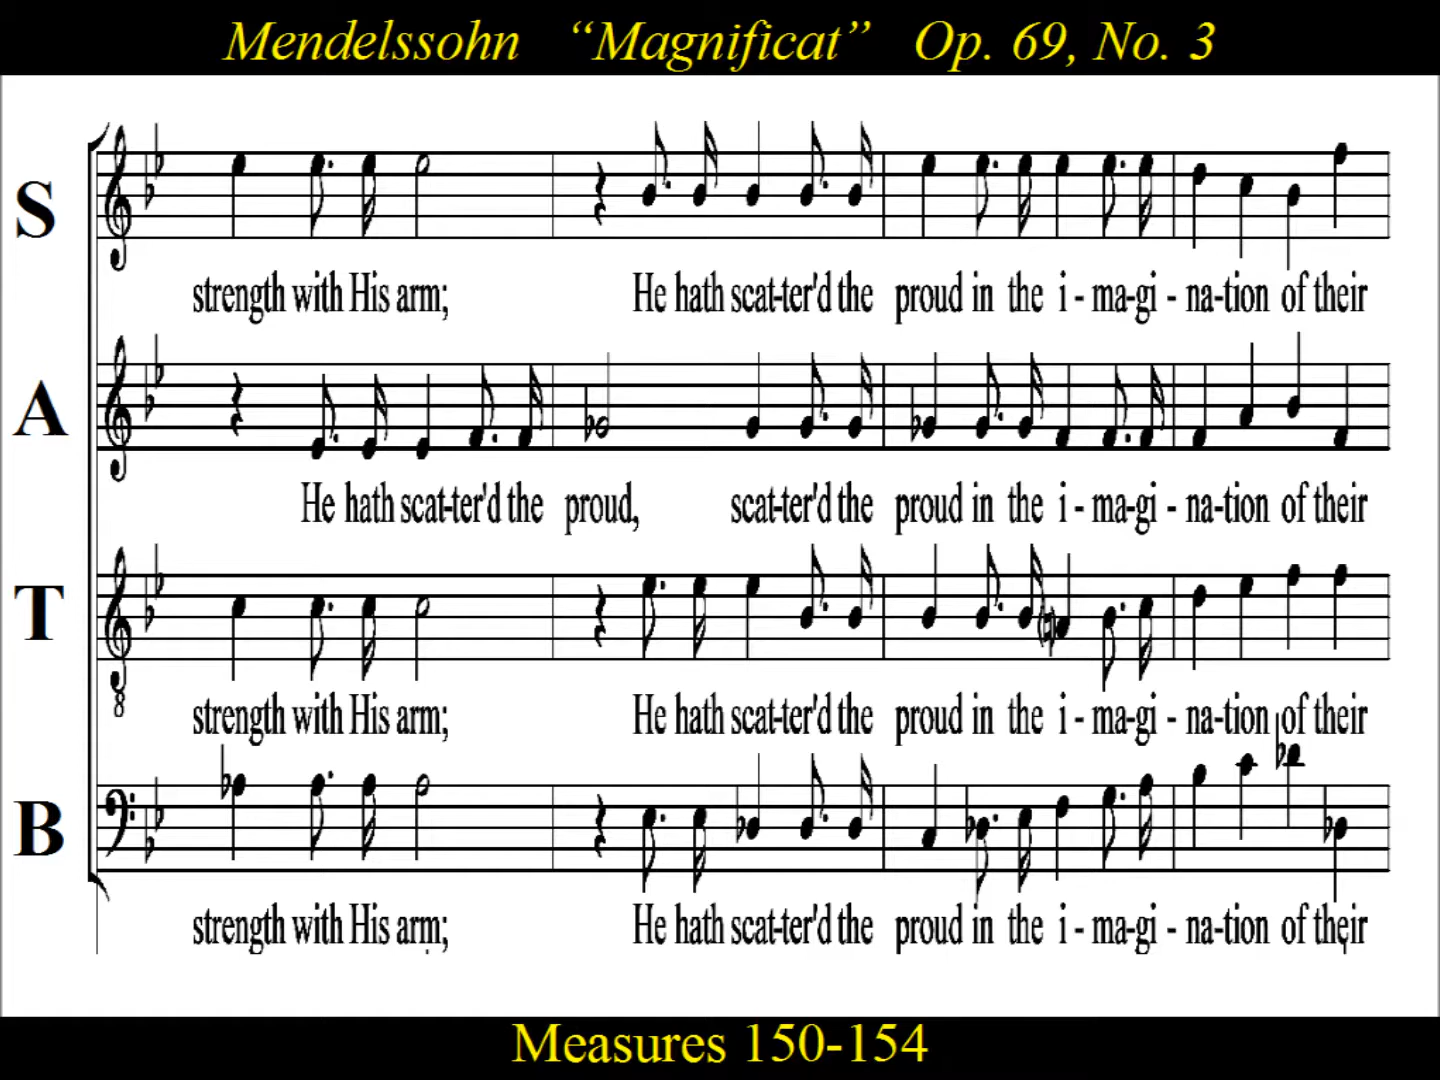 Mendelssohn “Magnificat” Op. 69, No. 3
S
strength with His arm; He hath scat-ter'd the proud in the i - ma-gi - na-tion of their
A
He hath scat-ter'd the proud, scat-ter'd the proud in the i - ma-gi - na-tion of their
T
8
strength with His arm; He hath scat-ter'd the proud in the i - ma-gi - na-tion of their
B
strength with His arm; He hath scat-ter'd the proud in the i - ma-gi - na-tion of their
Measures 150-154